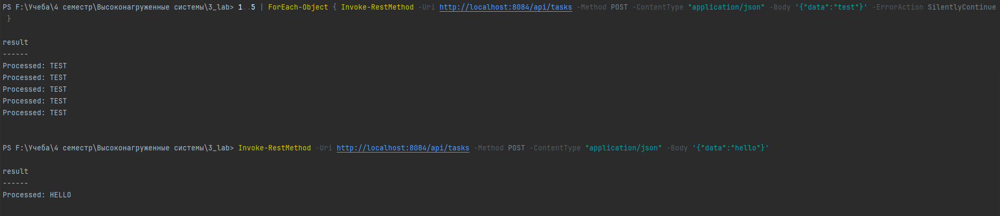 PS F:\Учеба\4 семестр\Высоконагруженные системы\3_lab> 1..5 | ForEach-Object { Invoke-RestMethod -Uri http://localhost:8084/api/tasks -Method POST -ContentType "application/json" -Body '{"data":"test"}' -ErrorAction SilentlyContinue
}
result
------
Processed: TEST
Processed: TEST
Processed: TEST
Processed: TEST
Processed: TEST
PS F:\Учеба\4 семестр\Высоконагруженные системы\3_lab> Invoke-RestMethod -Uri http://localhost:8084/api/tasks -Method POST -ContentType "application/json" -Body '{"data":"hello"}'
result
------
Processed: HELLO